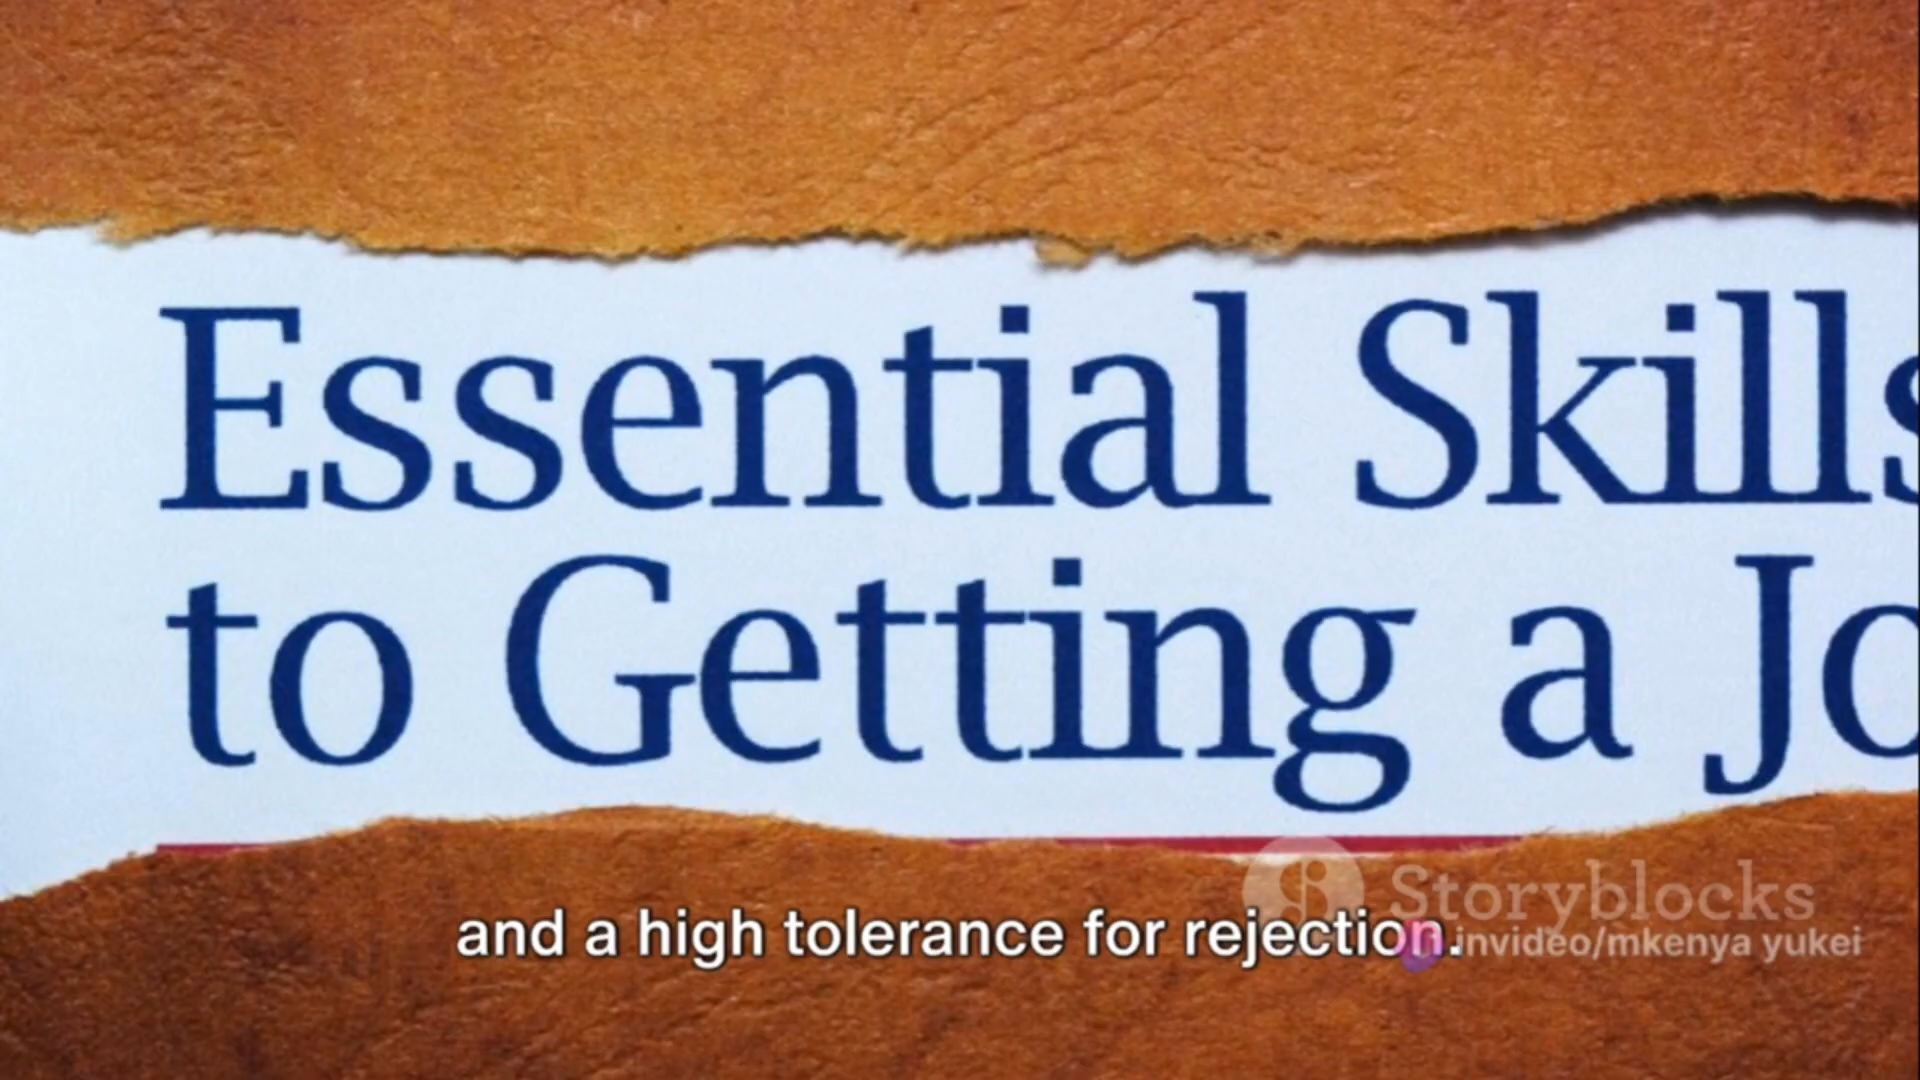 Essential Skills
to Getting a Jo
Storyblocks
and a high tolerance for rejection.
invideo/mkenya yukei